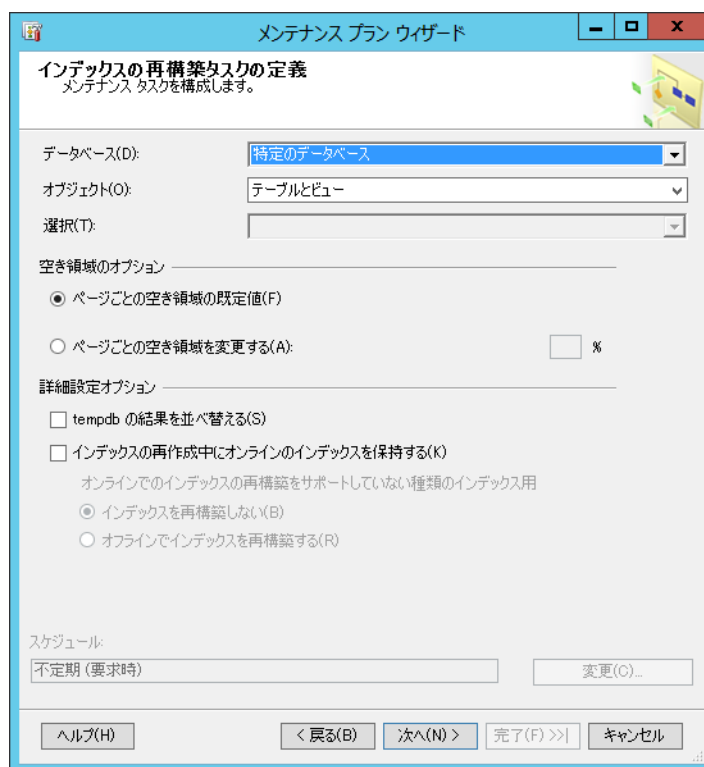 メンテナンス プラン ウィザード
インデックスの再構築タスクの定義
メンテナンス タスクを構成します。
データベース(D): 特定のデータベース
オブジェクト(O): テーブルとビュー
選択(T):
空き領域のオプション
ページごとの空き領域の既定値(F)
ページごとの空き領域を変更する(A): %
詳細設定オプション
tempdb の結果を並べ替える(S)
インデックスの再作成中にオンラインのインデックスを保持する(K)
オンラインでのインデックスの再構築をサポートしていない種類のインデックス用
インデックスを再構築しない(B)
オフラインでインデックスを再構築する(R)
スケジュール:
不定期 (要求時) 変更(C)...
ヘルプ(H) < 戻る(B) 次へ(N) > 完了(F) >>| キャンセル